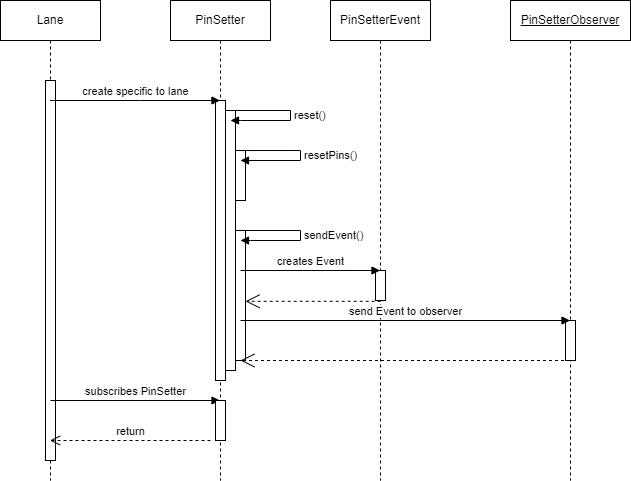 Lane
PinSetter
PinSetterEvent
PinSetterObserver
create specific to lane
reset()
resetPins()
sendEvent()
creates Event
send Event to observer
subscribes PinSetter
return